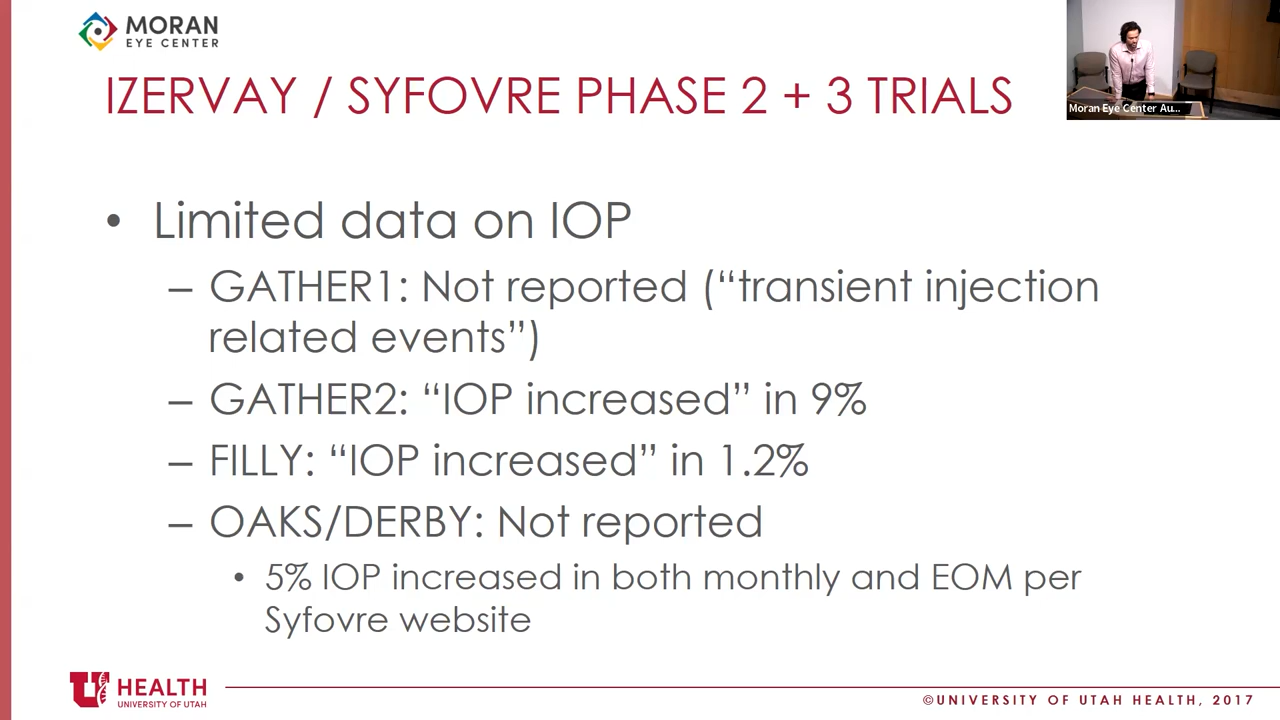 MORAN
EYE CENTER
IZERVAY / SYFOVRE PHASE 2 + 3 TRIALS
Moran Eye Center Au...
• Limited data on IOP
– GATHER1: Not reported (“transient injection
related events”)
– GATHER2: “IOP increased” in 9%
– FILLY: “IOP increased” in 1.2%
– OAKS/DERBY: Not reported
• 5% IOP increased in both monthly and EOM per
Syfovre website
U HEALTH
UNIVERSITY OF UTAH
©UNIVERSITY OF UTAH HEALTH, 2017